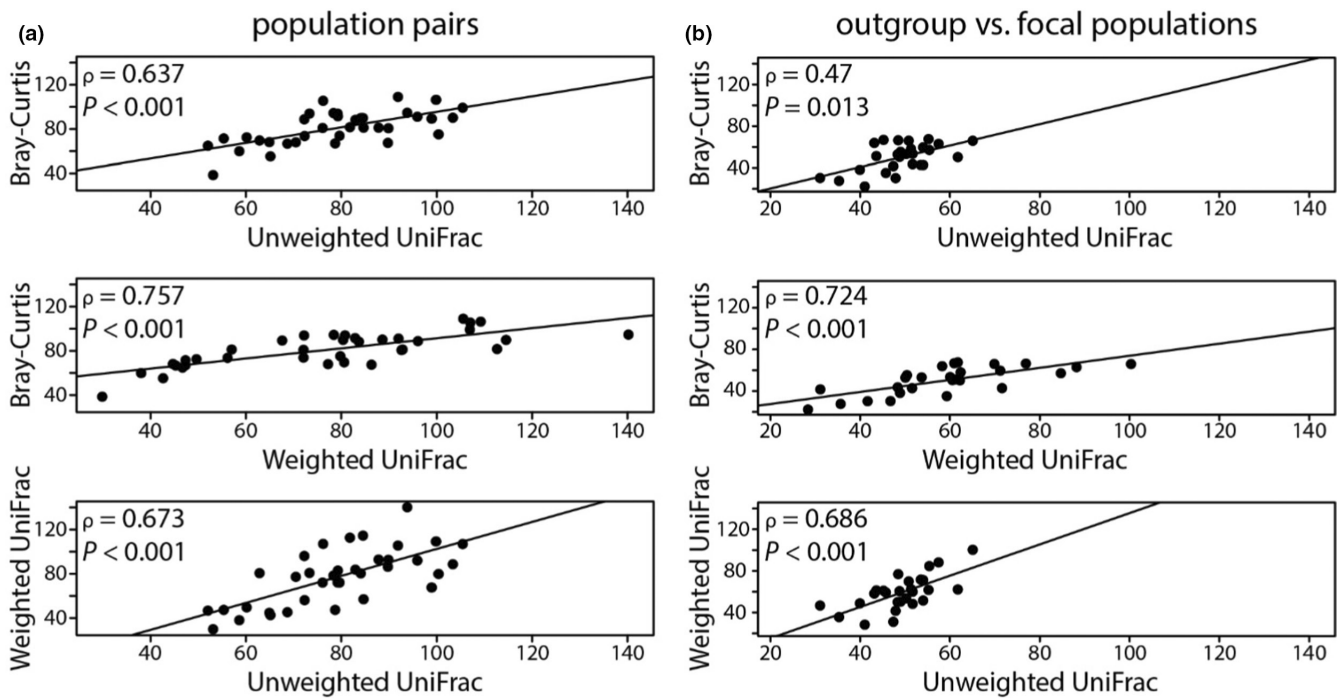 (a)
population pairs
ρ = 0.637
P < 0.001
Bray-Curtis
120
80
40
40 60 80 100 120 140
Unweighted UniFrac
ρ = 0.757
P < 0.001
Bray-Curtis
120
80
40
40 60 80 100 120 140
Weighted UniFrac
ρ = 0.673
P < 0.001
Weighted UniFrac
120
80
40
40 60 80 100 120 140
Unweighted UniFrac
(b)
outgroup vs. focal populations
ρ = 0.47
P = 0.013
Bray-Curtis
120
80
40
20 40 60 80 100 120 140
Unweighted UniFrac
ρ = 0.724
P < 0.001
Bray-Curtis
120
80
40
20 40 60 80 100 120 140
Weighted UniFrac
ρ = 0.686
P < 0.001
Weighted UniFrac
120
80
40
20 40 60 80 100 120 140
Unweighted UniFrac